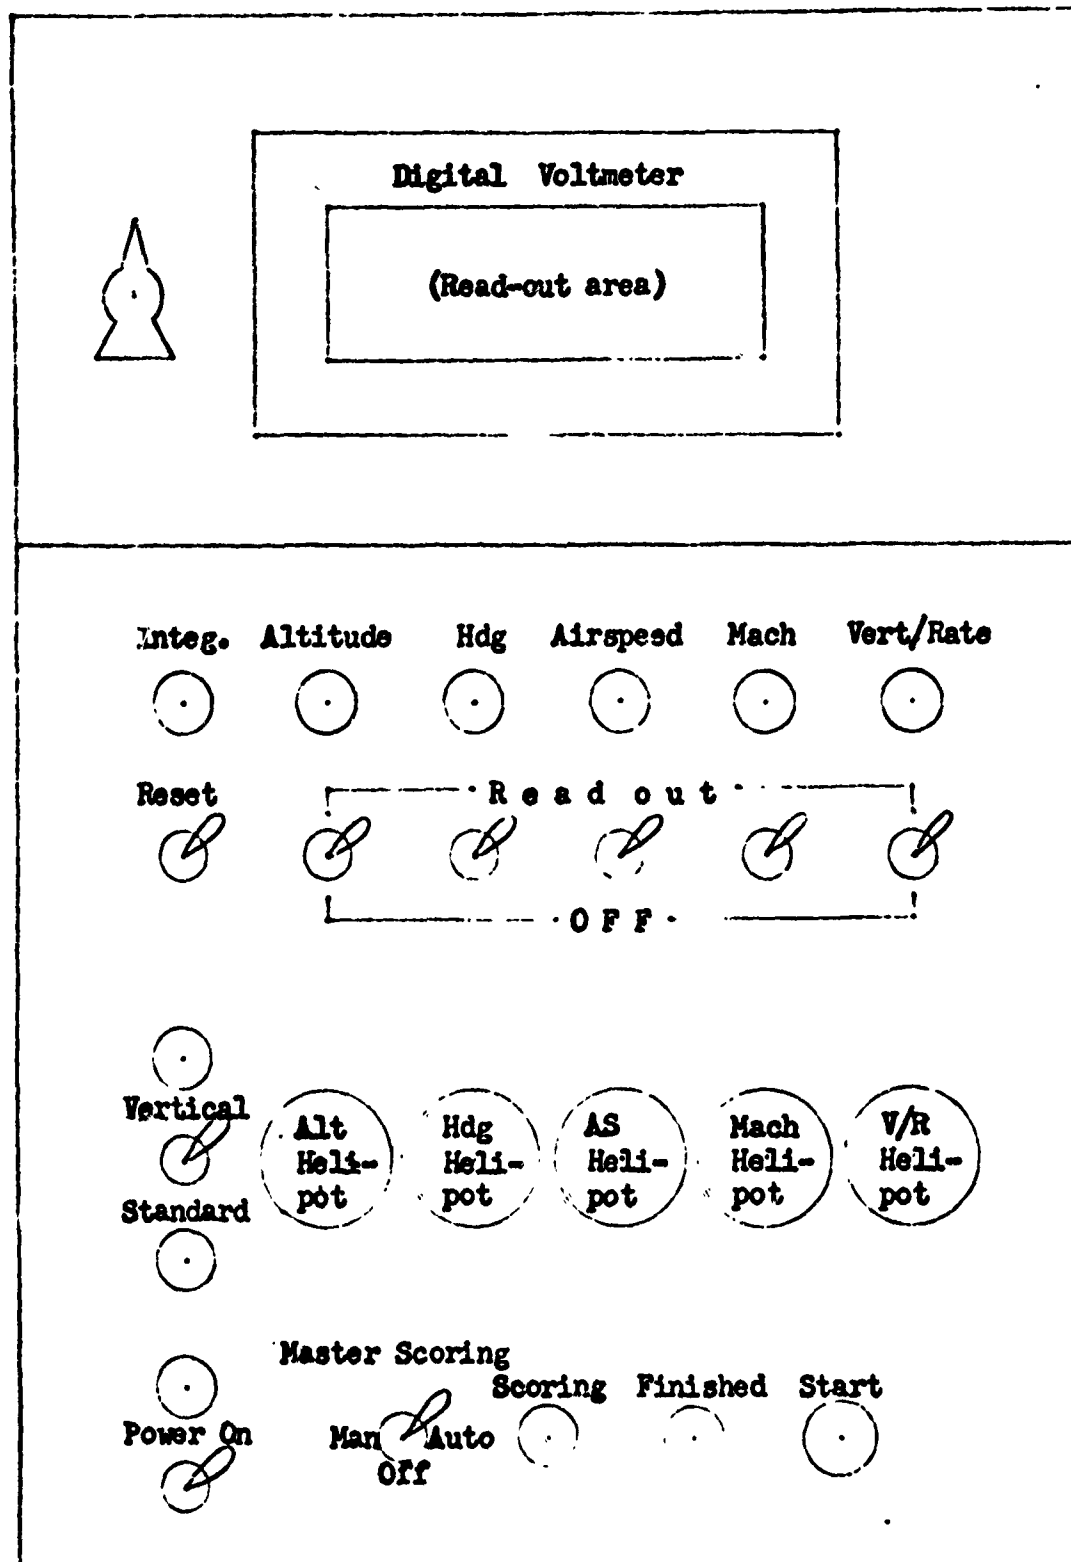 Digital Voltmeter
(Read-out area)
Integ. Altitude Hdg Airspeed Mach Vert/Rate
Reset
Read out
OFF
Vertical
Standard
Alt Heli-pot
Hdg Heli-pot
AS Heli-pot
Mach Heli-pot
V/R Heli-pot
Master Scoring
Scoring Finished Start
Power On
Man Auto
Off